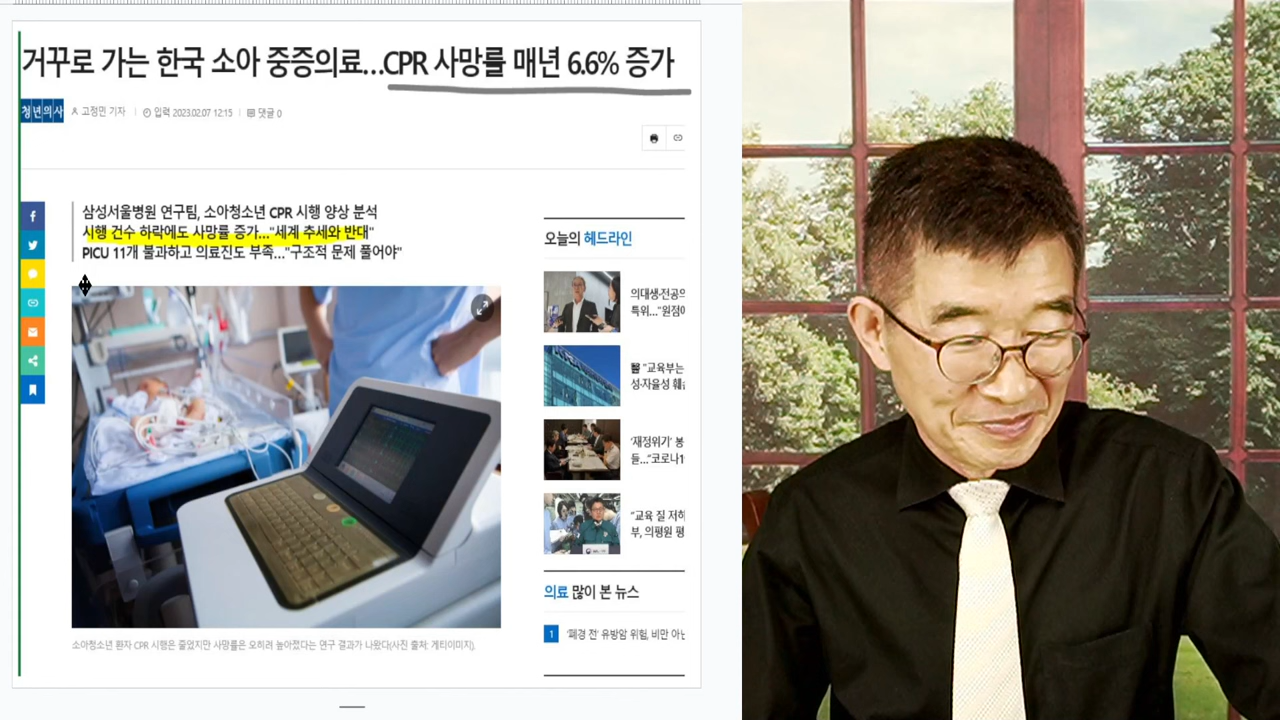 거꾸로 가는 한국 소아 중증의료...CPR 사망률 매년 6.6% 증가
청년의사 고정민 기자 입력 2023.02.07 12:15 댓글 0
삼성서울병원 연구팀, 소아청소년 CPR 시행 양상 분석
시행 건수 하락에도 사망률 증가..."세계 추세와 반대"
PICU 11개 불과하고 의료진도 부족..."구조적 문제 풀어야"
소아청소년 환자 CPR 시행은 줄었지만 사망률은 오히려 높아졌다는 연구 결과가 나왔다(사진 출처: 게티이미지).
오늘의 헤드라인
의대생·전공의
특위..."원점에
"교육부는
성·자율성
'재정위기' 봉
들..."코로나1
"교육 질 저하
부, 의평원 평
의료 많이 본 뉴스
1 '폐경 전' 유방암 위험, 비만 아닌